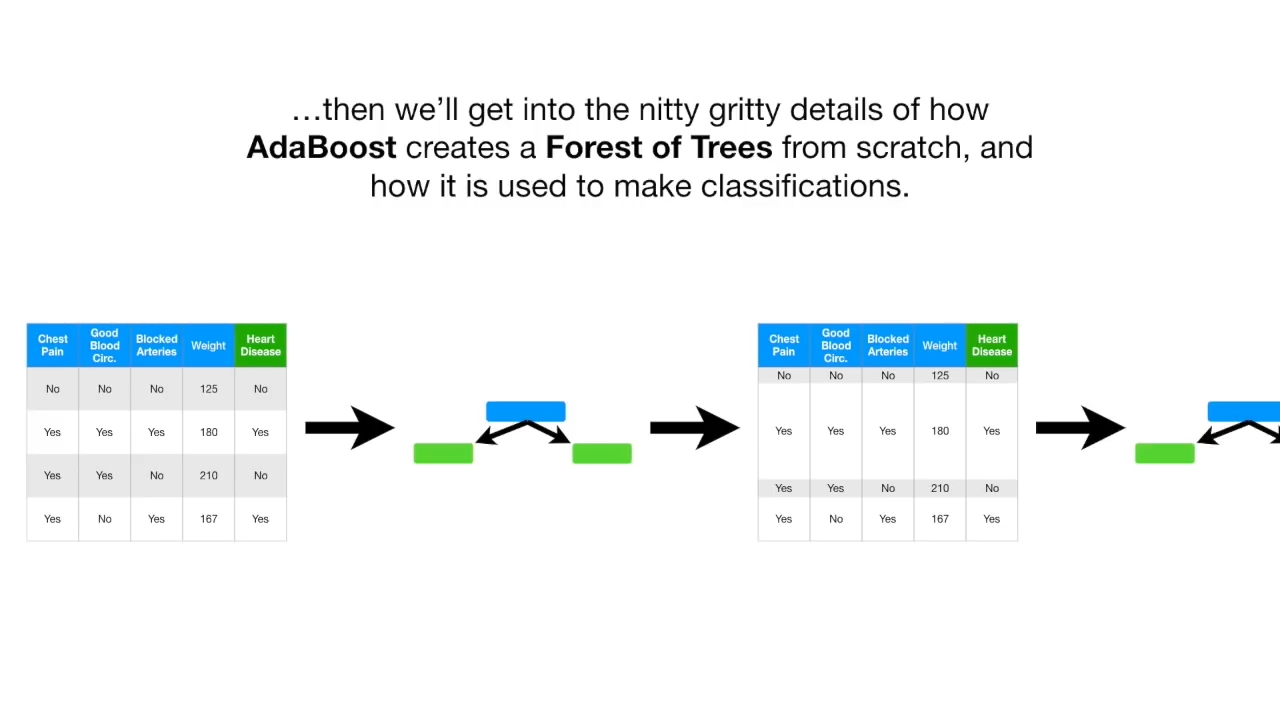 …then we’ll get into the nitty gritty details of how
AdaBoost creates a Forest of Trees from scratch, and
how it is used to make classifications.
Chest Pain Good Blood Circ. Blocked Arteries Weight Heart Disease
No No No 125 No
Yes Yes Yes 180 Yes
Yes Yes No 210 No
Yes No Yes 167 Yes
Chest Pain Good Blood Circ. Blocked Arteries Weight Heart Disease
No No No 125 No
Yes Yes Yes 180 Yes
Yes Yes No 210 No
Yes No Yes 167 Yes